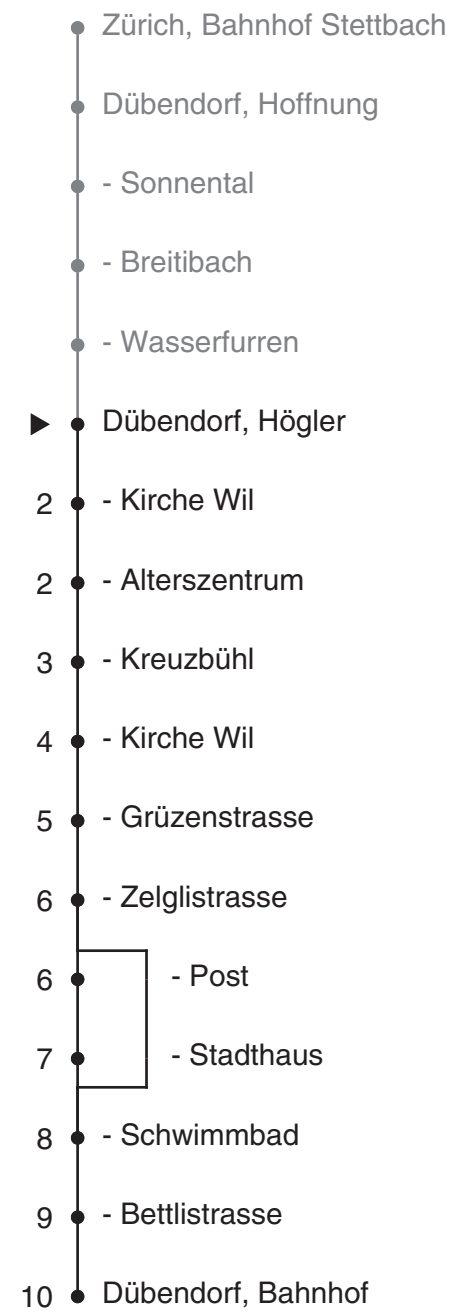 Zürich, Bahnhof Stettbach
Dübendorf, Hoffnung
- Sonnental
- Breitibach
- Wasserfurren
Dübendorf, Högler
2 - Kirche Wil
2 - Alterszentrum
3 - Kreuzbühl
4 - Kirche Wil
5 - Grüzenstrasse
6 - Zelglistrasse
6 - Post
7 - Stadthaus
8 - Schwimmbad
9 - Bettlistrasse
10 Dübendorf, Bahnhof